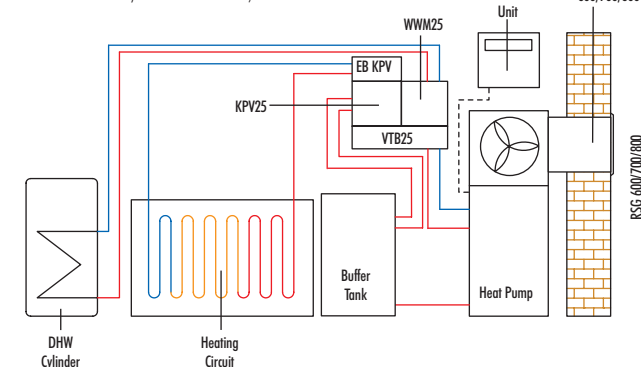 Unit
WWM25
EB KPV
KPV25
VTB25
RSG 600/700/800
Buffer
Tank
Heat Pump
DHW
Cylinder
Heating
Circuit